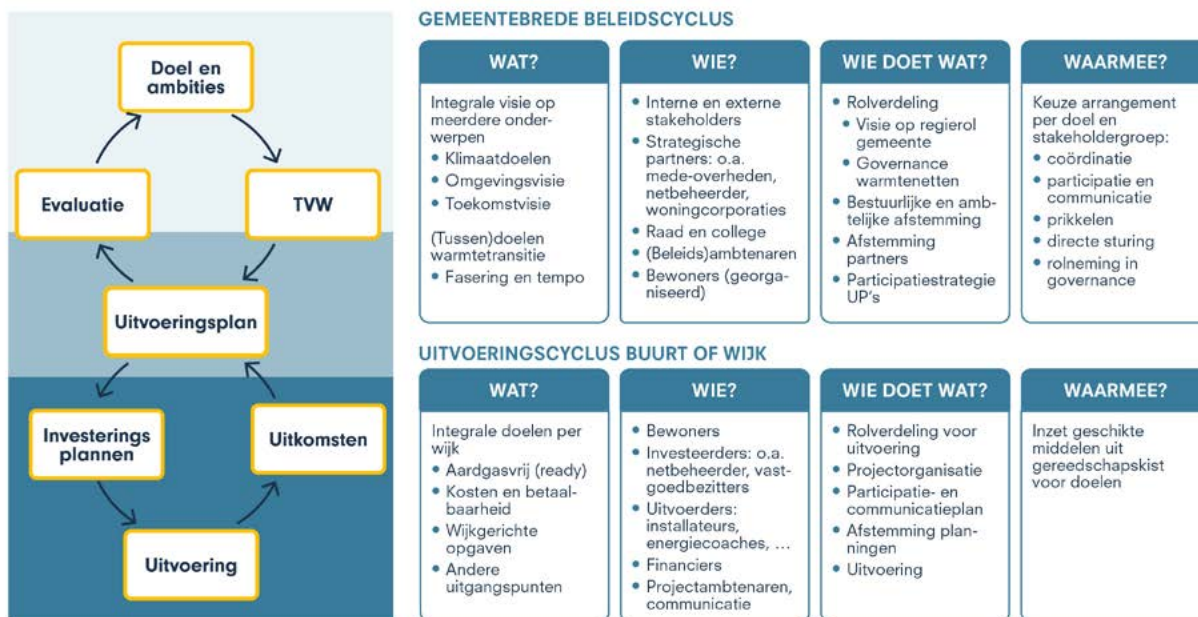 Doel en
ambities
Evaluatie
TVW
Uitvoeringsplan
Investerings
plannen
Uitkomsten
Uitvoering
GEMEENTEBREDE BELEIDSCYCLUS
WAT?
Integrale visie op
meerdere onder-
werpen
• Klimaatdoelen
• Omgevingsvisie
• Toekomstvisie
(Tussen)doelen
warmtetransitie
• Fasering en tempo
WIE?
• Interne en externe
stakeholders
• Strategische
partners: o.a.
mede-overheden,
netbeheerder,
woningcorporaties
• Raad en college
• (Beleids)ambtenaren
• Bewoners (georga-
niseerd)
WIE DOET WAT?
• Rolverdeling
• Visie op regierol
gemeente
• Governance
warmtenetten
• Bestuurlijke en amb-
telijke afstemming
• Afstemming
partners
• Participatiestrategie
UP's
WAARMEE?
Keuze arrangement
per doel en
stakeholdergroep:
• coördinatie
• participatie en
communicatie
• prikkelen
• directe sturing
• rolneming in
governance
UITVOERINGSCYCLUS BUURT OF WIJK
WAT?
Integrale doelen per
wijk
• Aardgasvrij (ready)
• Kosten en betaal-
baarheid
• Wijkgerichte
opgaven
• Andere
uitgangspunten
WIE?
• Bewoners
• Investeerders: o.a.
netbeheerder, vast-
goedbezitters
• Uitvoerders:
installateurs,
energiecoaches, ...
• Financiers
• Projectambtenaren,
communicatie
WIE DOET WAT?
• Rolverdeling voor
uitvoering
• Projectorganisatie
• Participatie- en
communicatieplan
• Afstemming plan-
ningen
• Uitvoering
WAARMEE?
Inzet geschikte
middelen uit
gereedschapskist
voor doelen